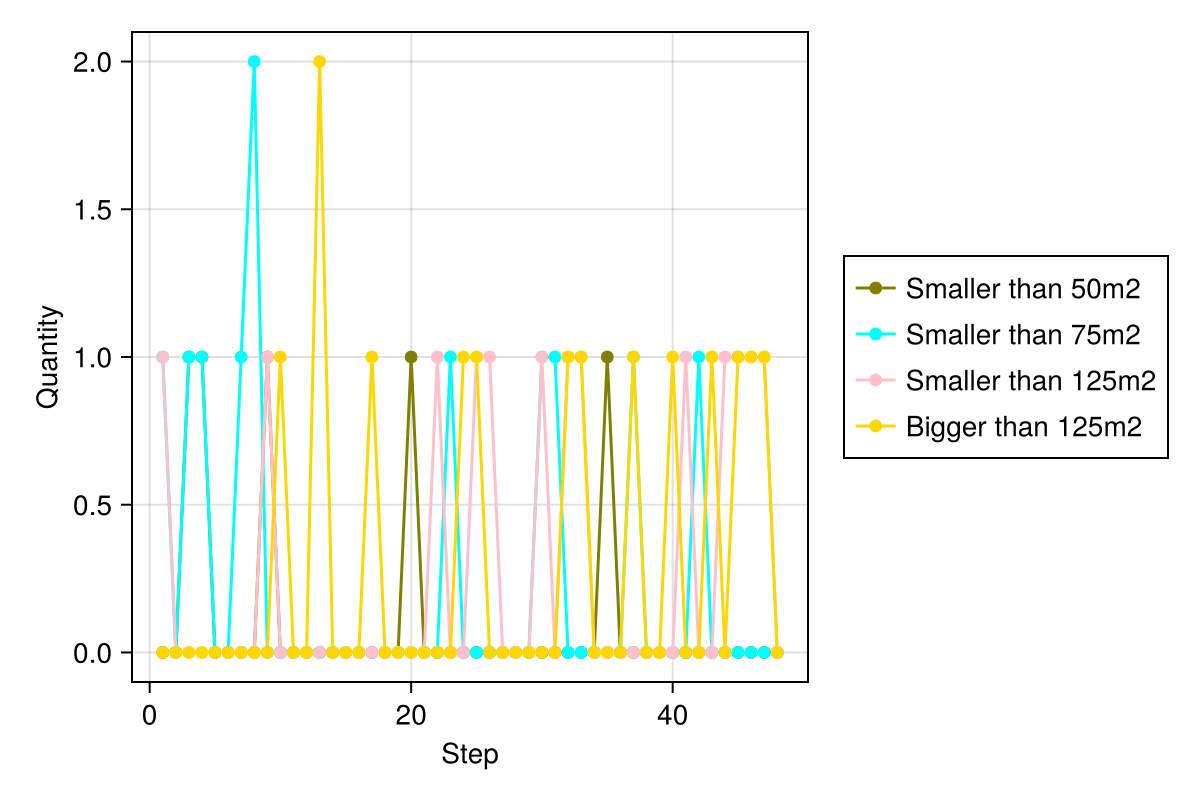 2.0
1.5
1.0
0.5
0.0
Quantity
0
20
40
Step
Smaller than 50m2
Smaller than 75m2
Smaller than 125m2
Bigger than 125m2